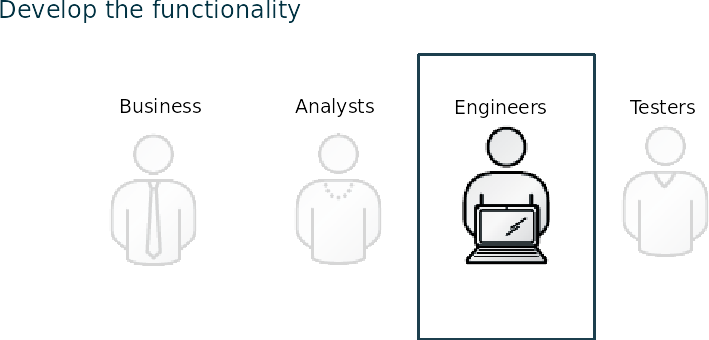 Develop the functionality
Business
Analysts
Engineers
Testers